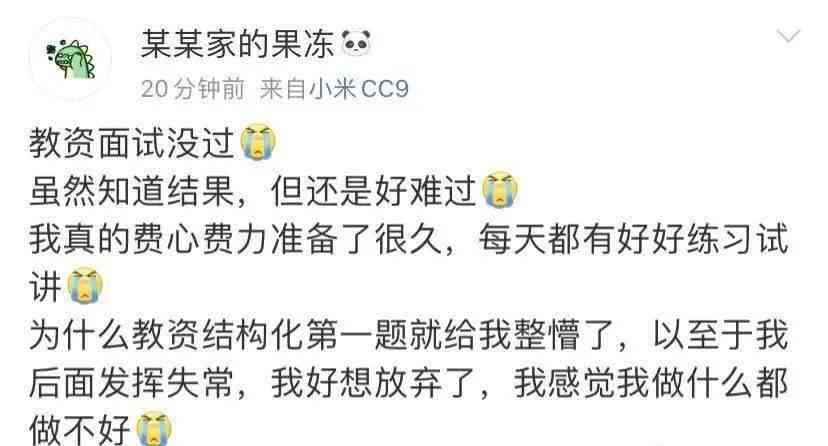 某某家的果冻🐼
20分钟前 来自小米CC9
教资面试没过😭
虽然知道结果，但还是好难过😭
我真的费心费力准备了很久，每天都有好好练习试
讲😭
为什么教资结构化第一题就给我整懵了，以至于我
后面发挥失常，我好想放弃了，我感觉我做什么都
做不好😭